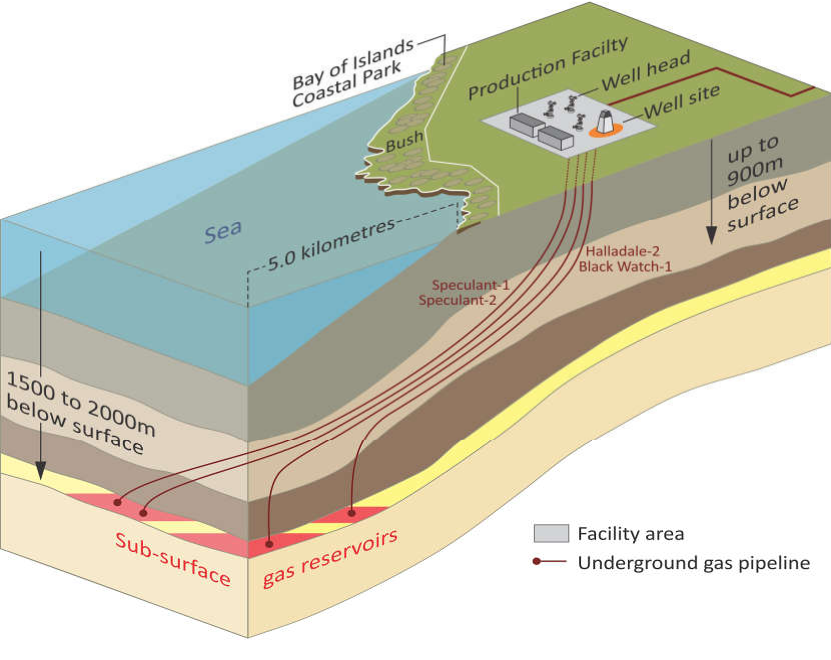 Bay of Islands
Coastal Park
Production Facilty
Well head
Well site
Bush
up to
900m
below
surface
Sea
5.0 kilometres
Halladale-2
Black Watch-1
Speculant-1
Speculant-2
1500 to 2000m
below surface
Sub-surface
gas reservoirs
Facility area
Underground gas pipeline